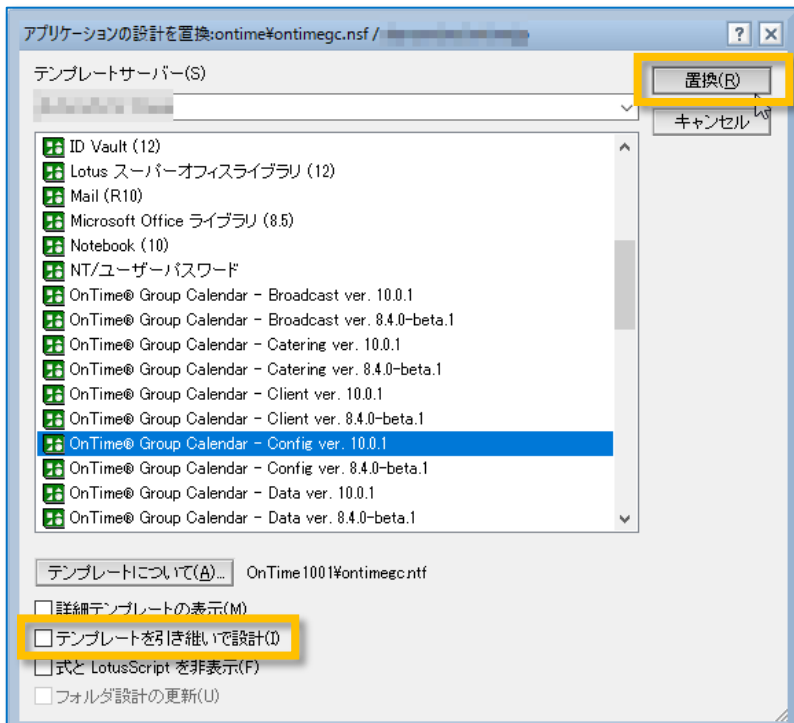 アプリケーションの設計を置換:ontime¥ontimegc.nsf /
? ×
テンプレートサーバー(S)
置換(R)
キャンセル
ID Vault (12)
Lotus スーパーオフィスライブラリ (12)
Mail (R10)
Microsoft Office ライブラリ (8.5)
Notebook (10)
NT/ユーザーパスワード
OnTime® Group Calendar - Broadcast ver. 10.0.1
OnTime® Group Calendar - Broadcast ver. 8.4.0-beta.1
OnTime® Group Calendar - Catering ver. 10.0.1
OnTime® Group Calendar - Catering ver. 8.4.0-beta.1
OnTime® Group Calendar - Client ver. 10.0.1
OnTime® Group Calendar - Client ver. 8.4.0-beta.1
OnTime® Group Calendar - Config ver. 10.0.1
OnTime® Group Calendar - Config ver. 8.4.0-beta.1
OnTime® Group Calendar - Data ver. 10.0.1
OnTime® Group Calendar - Data ver. 8.4.0-beta.1
テンプレートについて(A)... OnTime1001¥ontimegc.ntf
詳細テンプレートの表示(M)
テンプレートを引き継いで設計(I)
式と LotusScript を非表示(F)
フォルダ設計の更新(U)